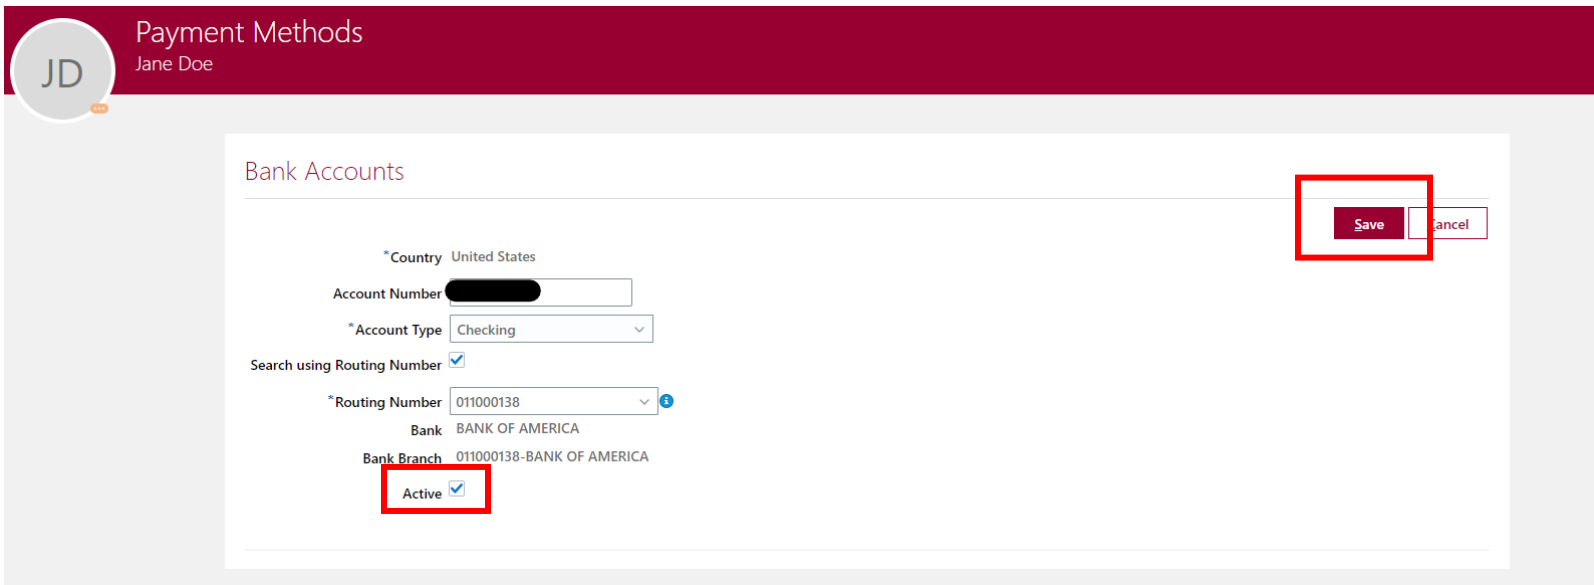 Payment Methods
JD
Jane Doe
Bank Accounts
Save
ancel
*Country United States
Account Number
*Account Type Checking
Search using Routing Number
*Routing Number 011000138
Bank BANK OF AMERICA
Bank Branch 011000138-BANK OF AMERICA
Active